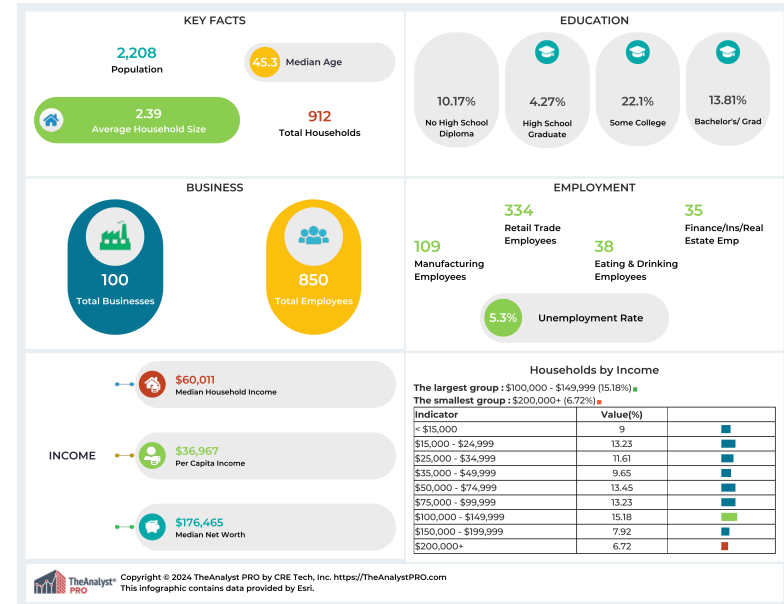 KEY FACTS
2,208
Population
45.3 Median Age
2.39
Average Household Size
912
Total Households
EDUCATION
10.17%
No High School
Diploma
4.27%
High School
Graduate
22.1%
Some College
13.81%
Bachelor's/ Grad
BUSINESS
100
Total Businesses
850
Total Employees
EMPLOYMENT
334
Retail Trade
Employees
35
Finance/Ins/Real
Estate Emp
109
Manufacturing
Employees
38
Eating & Drinking
Employees
5.3% Unemployment Rate
INCOME
$60,011
Median Household Income
$36,967
Per Capita Income
$176,465
Median Net Worth
Households by Income
The largest group : $100,000 - $149,999 (15.18%)
The smallest group : $200,000+ (6.72%)
Indicator Value(%)
< $15,000 9
$15,000 - $24,999 13.23
$25,000 - $34,999 11.61
$35,000 - $49,999 9.65
$50,000 - $74,999 13.45
$75,000 - $99,999 13.23
$100,000 - $149,999 15.18
$150,000 - $199,999 7.92
$200,000+ 6.72
TheAnalyst®
PRO
Copyright © 2024 TheAnalyst PRO by CRE Tech, Inc. https://TheAnalystPRO.com
This infographic contains data provided by Esri.